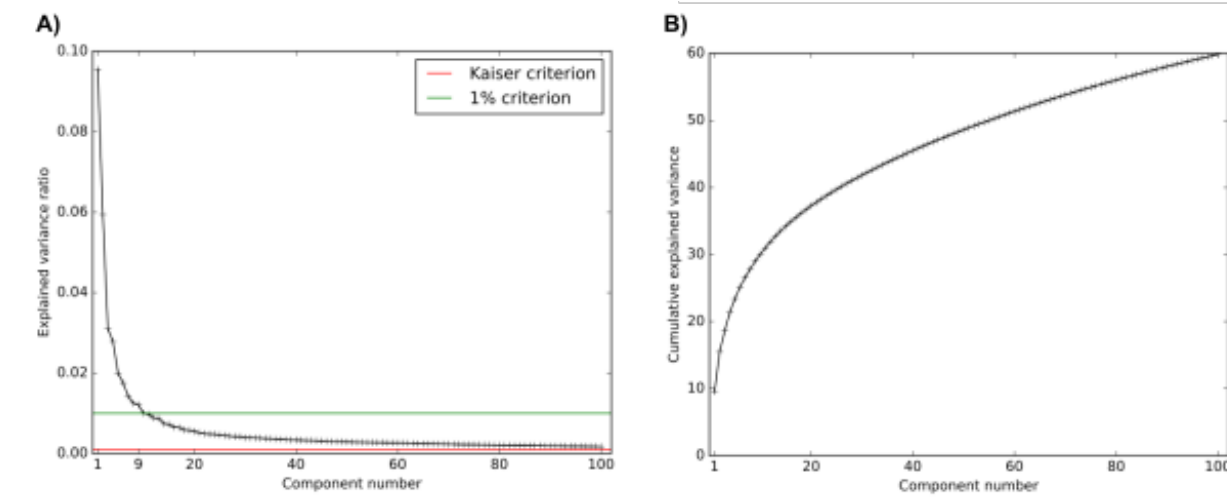 A)
0.10
0.08
0.06
0.04
0.02
0.00
Explained variance ratio
Kaiser criterion
1% criterion
1 9 20 40 60 80 100
Component number
B)
60
50
40
30
20
10
0
Cumulative explained variance
1 20 40 60 80 100
Component number